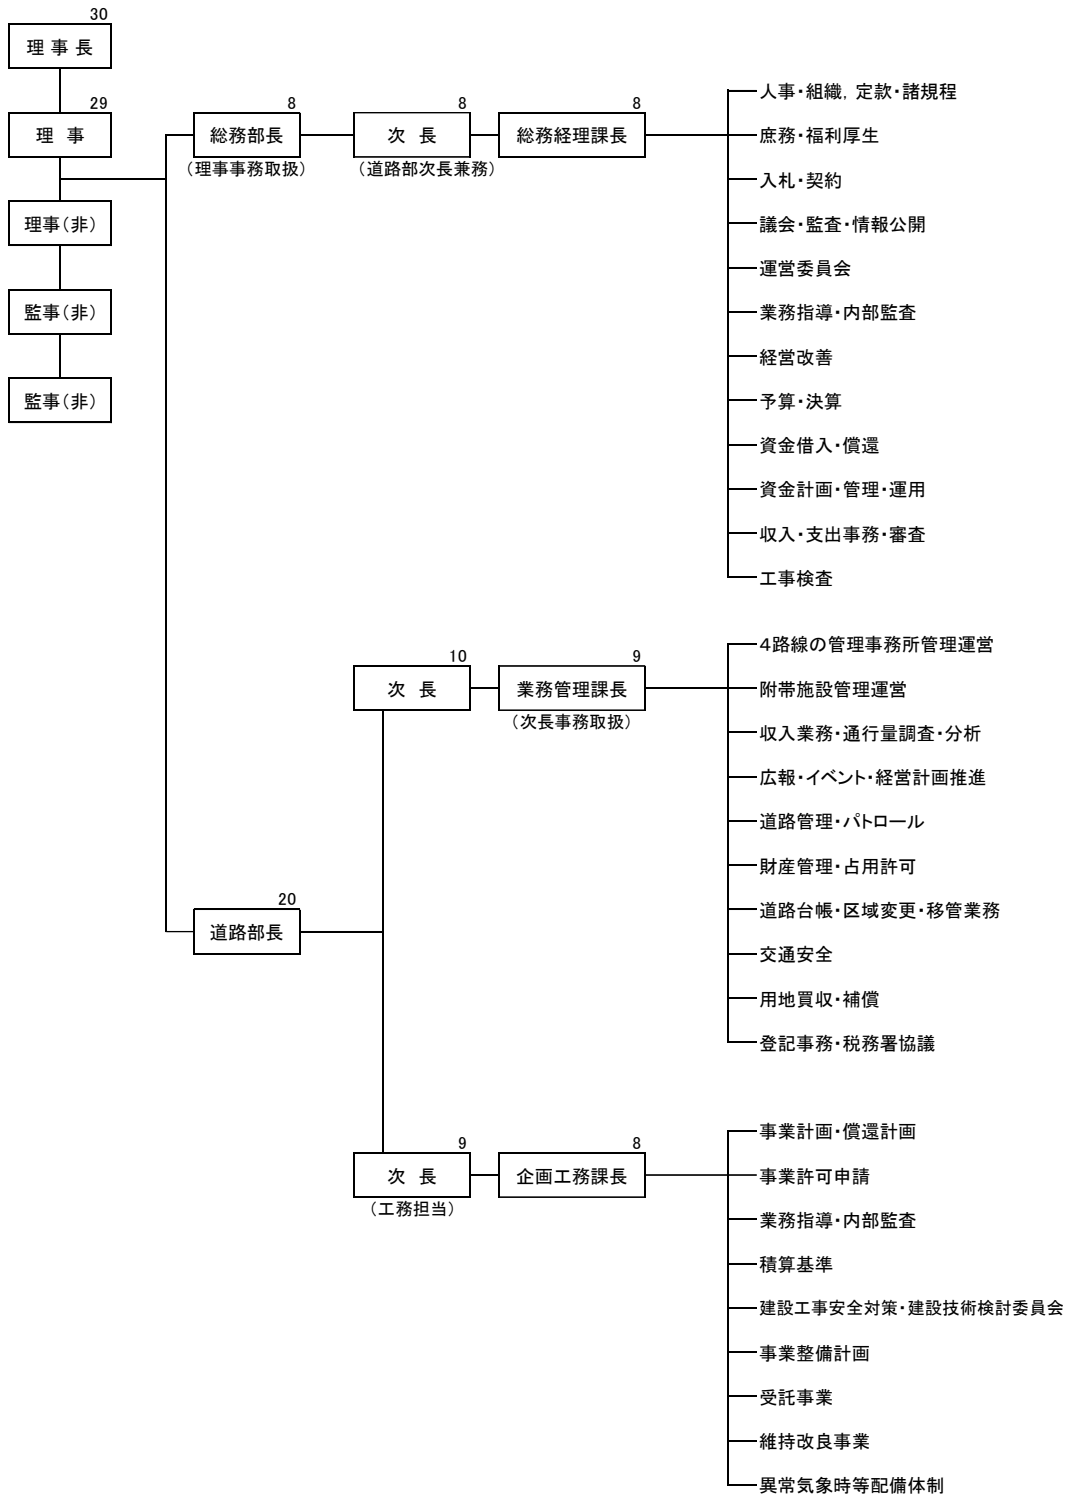 30
理 事 長
29
理 事
理事(非)
監事(非)
監事(非)
8
総務部長
(理事事務取扱)
8
次 長
(道路部次長兼務)
8
総務経理課長
人事・組織, 定款・諸規程
庶務・福利厚生
入札・契約
議会・監査・情報公開
運営委員会
業務指導・内部監査
経営改善
予算・決算
資金借入・償還
資金計画・管理・運用
収入・支出事務・審査
工事検査
20
道路部長
10
次 長
9
業務管理課長
(次長事務取扱)
4路線の管理事務所管理運営
附帯施設管理運営
収入業務・通行量調査・分析
広報・イベント・経営計画推進
道路管理・パトロール
財産管理・占用許可
道路台帳・区域変更・移管業務
交通安全
用地買収・補償
登記事務・税務署協議
9
次 長
(工務担当)
8
企画工務課長
事業計画・償還計画
事業許可申請
業務指導・内部監査
積算基準
建設工事安全対策・建設技術検討委員会
事業整備計画
受託事業
維持改良事業
異常気象時等配備体制